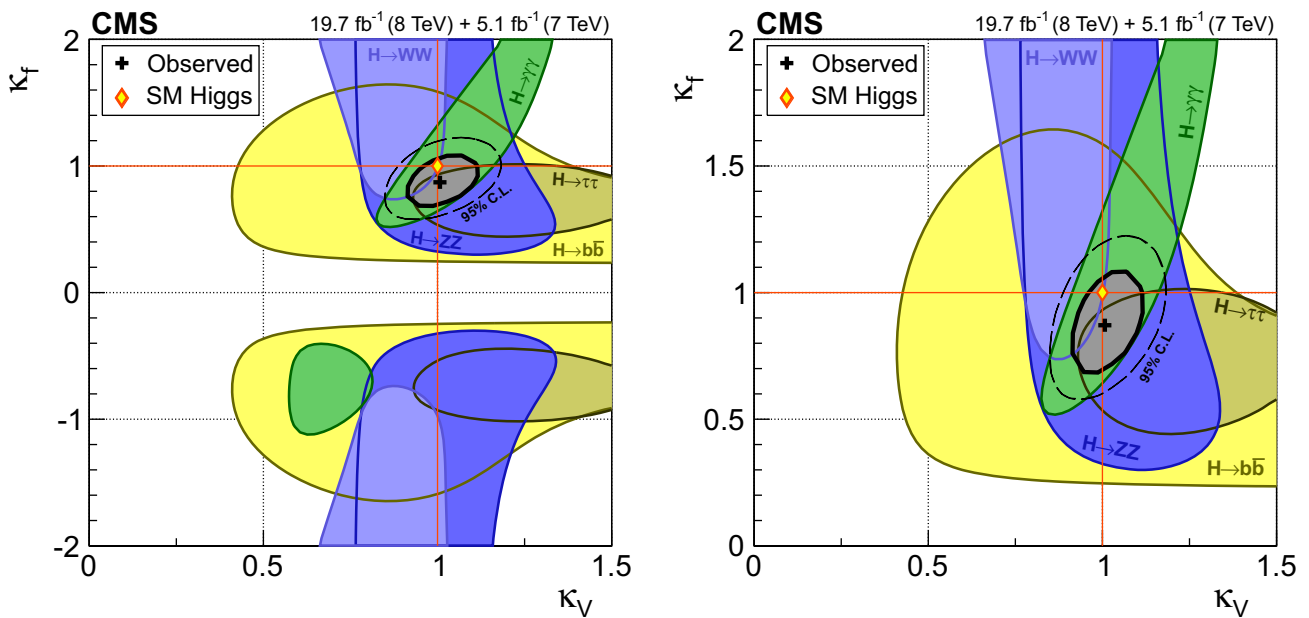 CMS
19.7 fb⁻¹ (8 TeV) + 5.1 fb⁻¹ (7 TeV)
κf
2
1
0
-1
-2
Observed
SM Higgs
H→WW
H→γγ
H→ττ
95% C.L.
H→ZZ
H→bb̅
0
0.5
1
1.5
κV
CMS
19.7 fb⁻¹ (8 TeV) + 5.1 fb⁻¹ (7 TeV)
κf
2
1.5
1
0.5
0
Observed
SM Higgs
H→WW
H→γγ
H→ττ
95% C.L.
H→ZZ
H→bb̅
0
0.5
1
1.5
κV